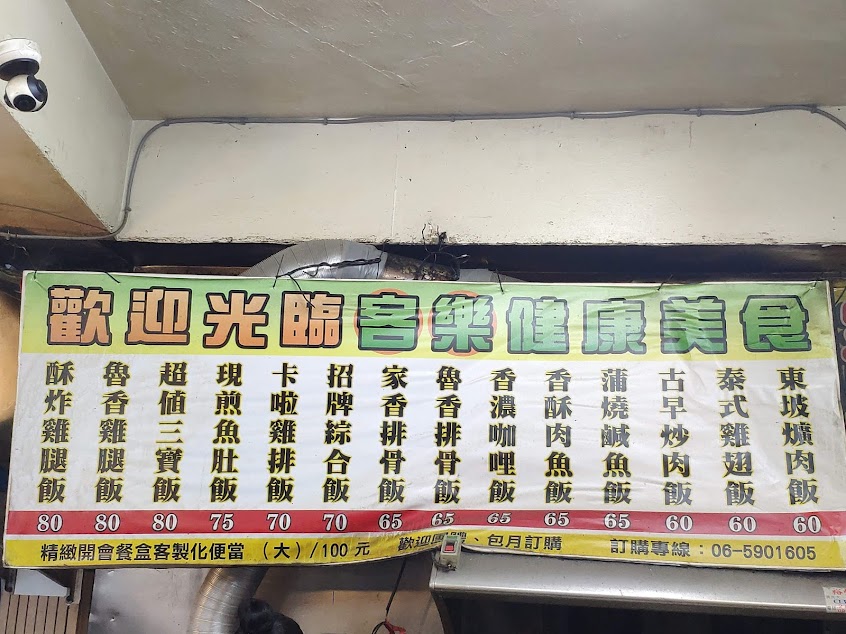 歡迎光臨客樂健康美食
酥炸雞腿飯 80
魯香雞腿飯 80
超值三寶飯 80
現煎魚肚飯 75
卡啦雞排飯 70
招牌綜合飯 70
家香排骨飯 65
魯香排骨飯 65
香濃咖哩飯 65
香酥肉魚飯 65
蒲燒鹹魚飯 65
古早炒肉飯 60
泰式雞翅飯 60
東坡爌肉飯 60
精緻開會餐盒客製化便當 (大)/100 元
歡迎團、包月訂購
訂購專線：06-5901605